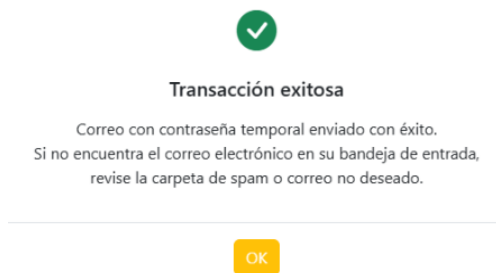 Transacción exitosa
Correo con contraseña temporal enviado con éxito.
Si no encuentra el correo electrónico en su bandeja de entrada,
revise la carpeta de spam o correo no deseado.
OK